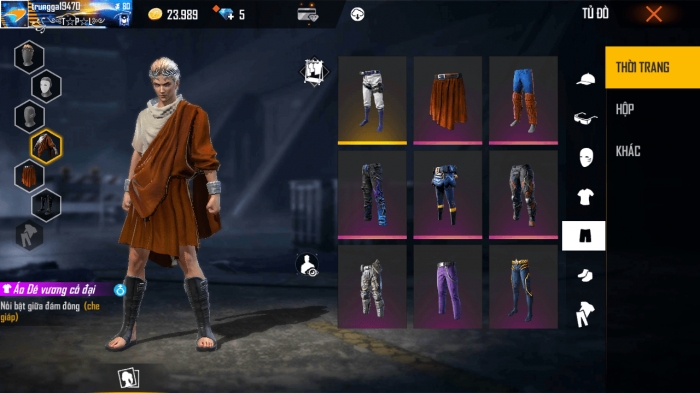 trungga19470
80
T☆P☆L
23.989
5
TỦ ĐỒ
THỜI TRANG
HỘP
KHÁC
Áo Đế vương cổ đại
Nổi bật giữa đám đông (che
giáp)